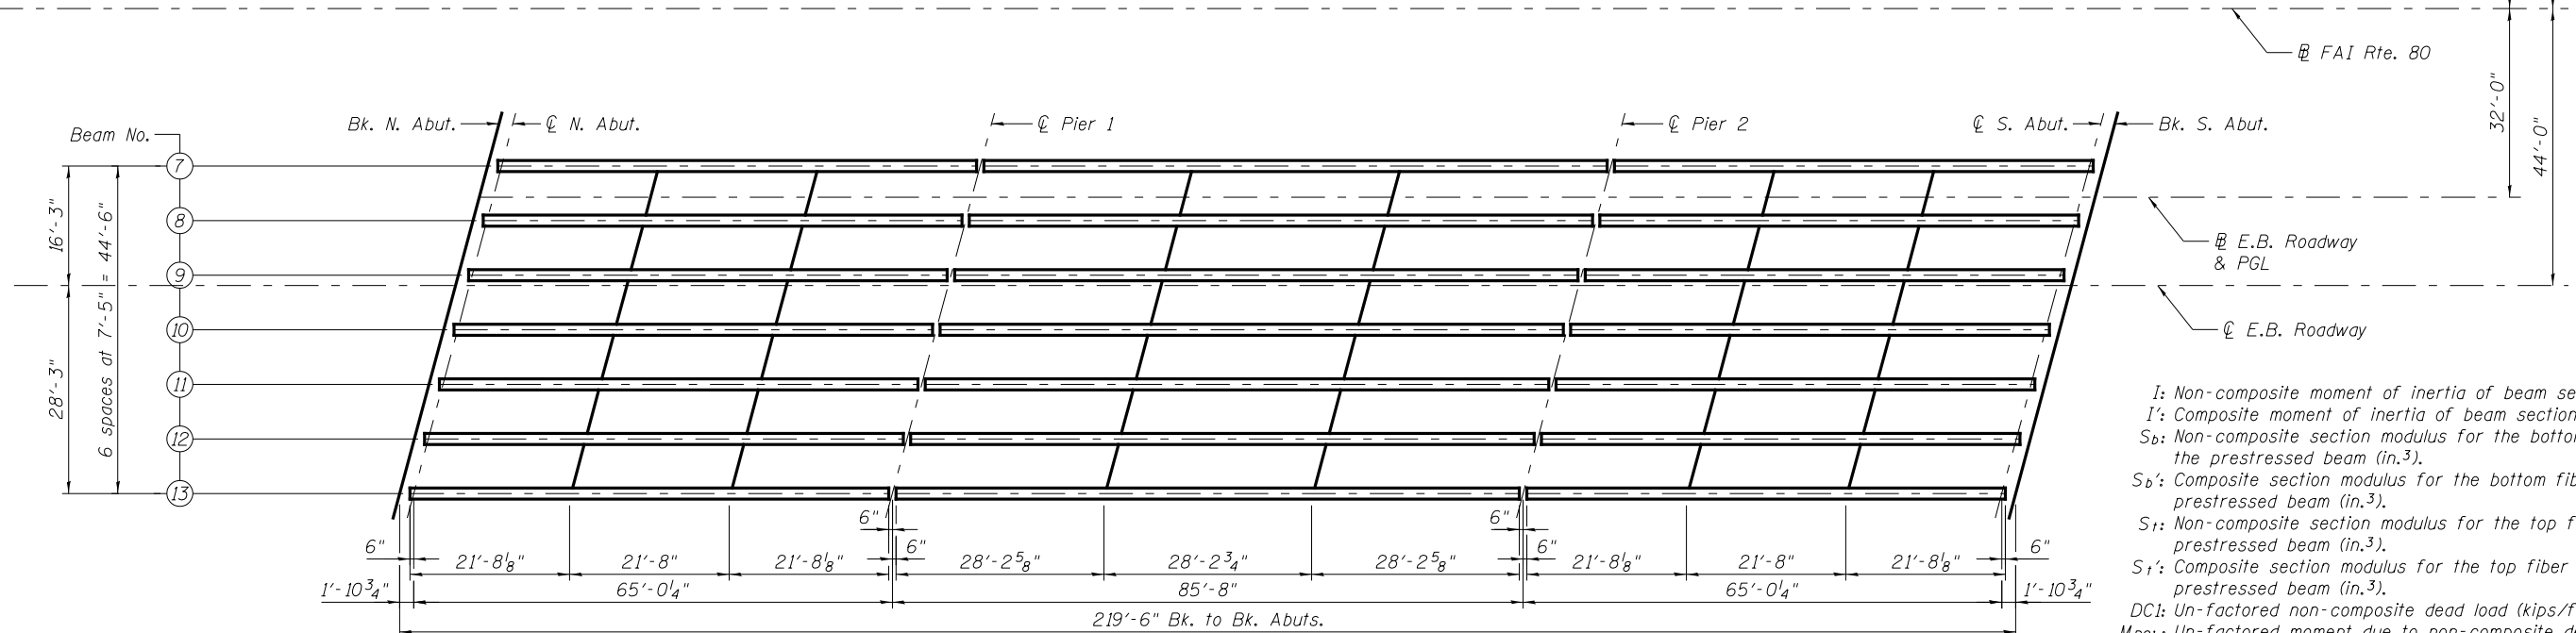 ℔ FAI Rte. 80
32'-0"
44'-0"
Bk. N. Abut.
℄ N. Abut.
℄ Pier 1
℄ Pier 2
℄ S. Abut.
Bk. S. Abut.
Beam No.
7
8
9
10
11
12
13
16'-3"
28'-3"
6 spaces at 7'-5" = 44'-6"
℔ E.B. Roadway
& PGL
℄ E.B. Roadway
I: Non-composite moment of inertia of beam se
I': Composite moment of inertia of beam section
Sb: Non-composite section modulus for the bottom
the prestressed beam (in.³).
Sb': Composite section modulus for the bottom fib
prestressed beam (in.³).
St: Non-composite section modulus for the top f
prestressed beam (in.³).
St': Composite section modulus for the top fiber
prestressed beam (in.³).
DC1: Un-factored non-composite dead load (kips/f
Un-factored moment due to non-composite de
6" 6"
6" 6" 6" 6"
21'-8⅛" 21'-8" 21'-8⅛" 28'-2⅝" 28'-2¾" 28'-2⅝" 21'-8⅛" 21'-8" 21'-8⅛"
1'-10¾" 65'-0¼" 85'-8" 65'-0¼" 1'-10¾"
219'-6" Bk. to Bk. Abuts.